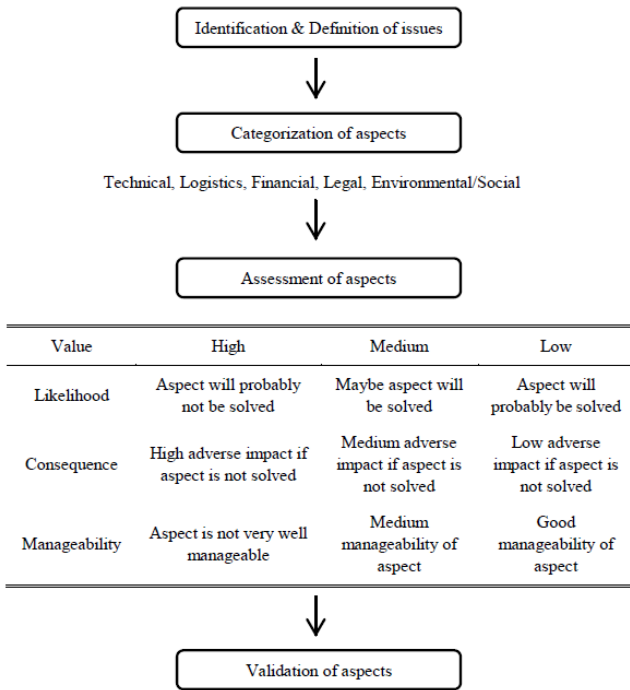 Identification & Definition of issues
Categorization of aspects
Technical, Logistics, Financial, Legal, Environmental/Social
Assessment of aspects
Value High Medium Low
Likelihood Aspect will probably not be solved Maybe aspect will be solved Aspect will probably be solved
Consequence High adverse impact if aspect is not solved Medium adverse impact if aspect is not solved Low adverse impact if aspect is not solved
Manageability Aspect is not very well manageable Medium manageability of aspect Good manageability of aspect
Validation of aspects